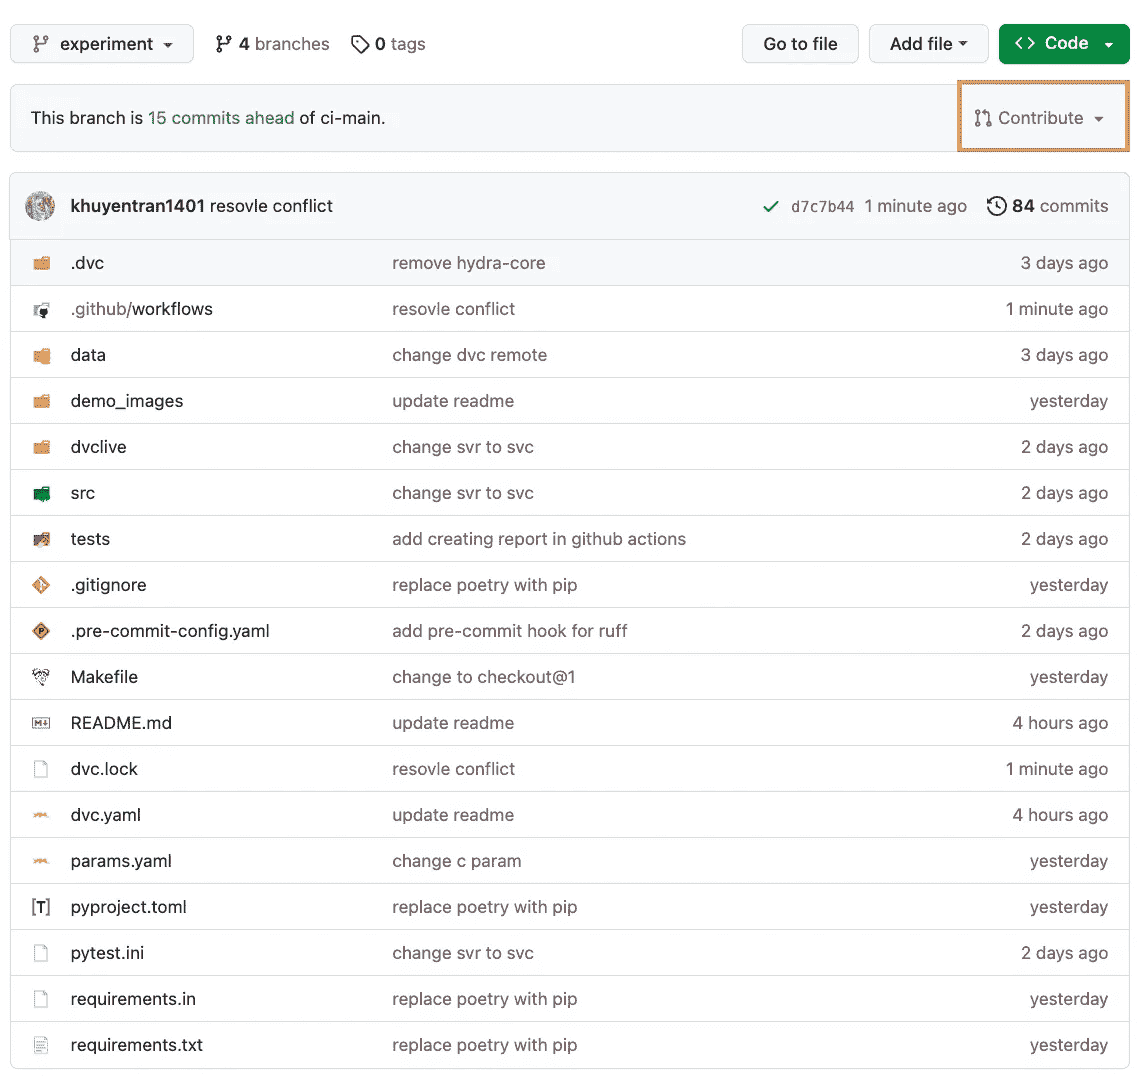 experiment 4 branches 0 tags Go to file Add file Code
This branch is 15 commits ahead of ci-main. Contribute
khuyentran1401 resovle conflict d7c7b44 1 minute ago 84 commits
.dvc remove hydra-core 3 days ago
.github/workflows resovle conflict 1 minute ago
data change dvc remote 3 days ago
demo_images update readme yesterday
dvclive change svr to svc 2 days ago
src change svr to svc 2 days ago
tests add creating report in github actions 2 days ago
.gitignore replace poetry with pip yesterday
.pre-commit-config.yaml add pre-commit hook for ruff 2 days ago
Makefile change to checkout@1 yesterday
README.md update readme 4 hours ago
dvc.lock resovle conflict 1 minute ago
dvc.yaml update readme 4 hours ago
params.yaml change c param yesterday
pyproject.toml replace poetry with pip yesterday
pytest.ini change svr to svc 2 days ago
requirements.in replace poetry with pip yesterday
requirements.txt replace poetry with pip yesterday